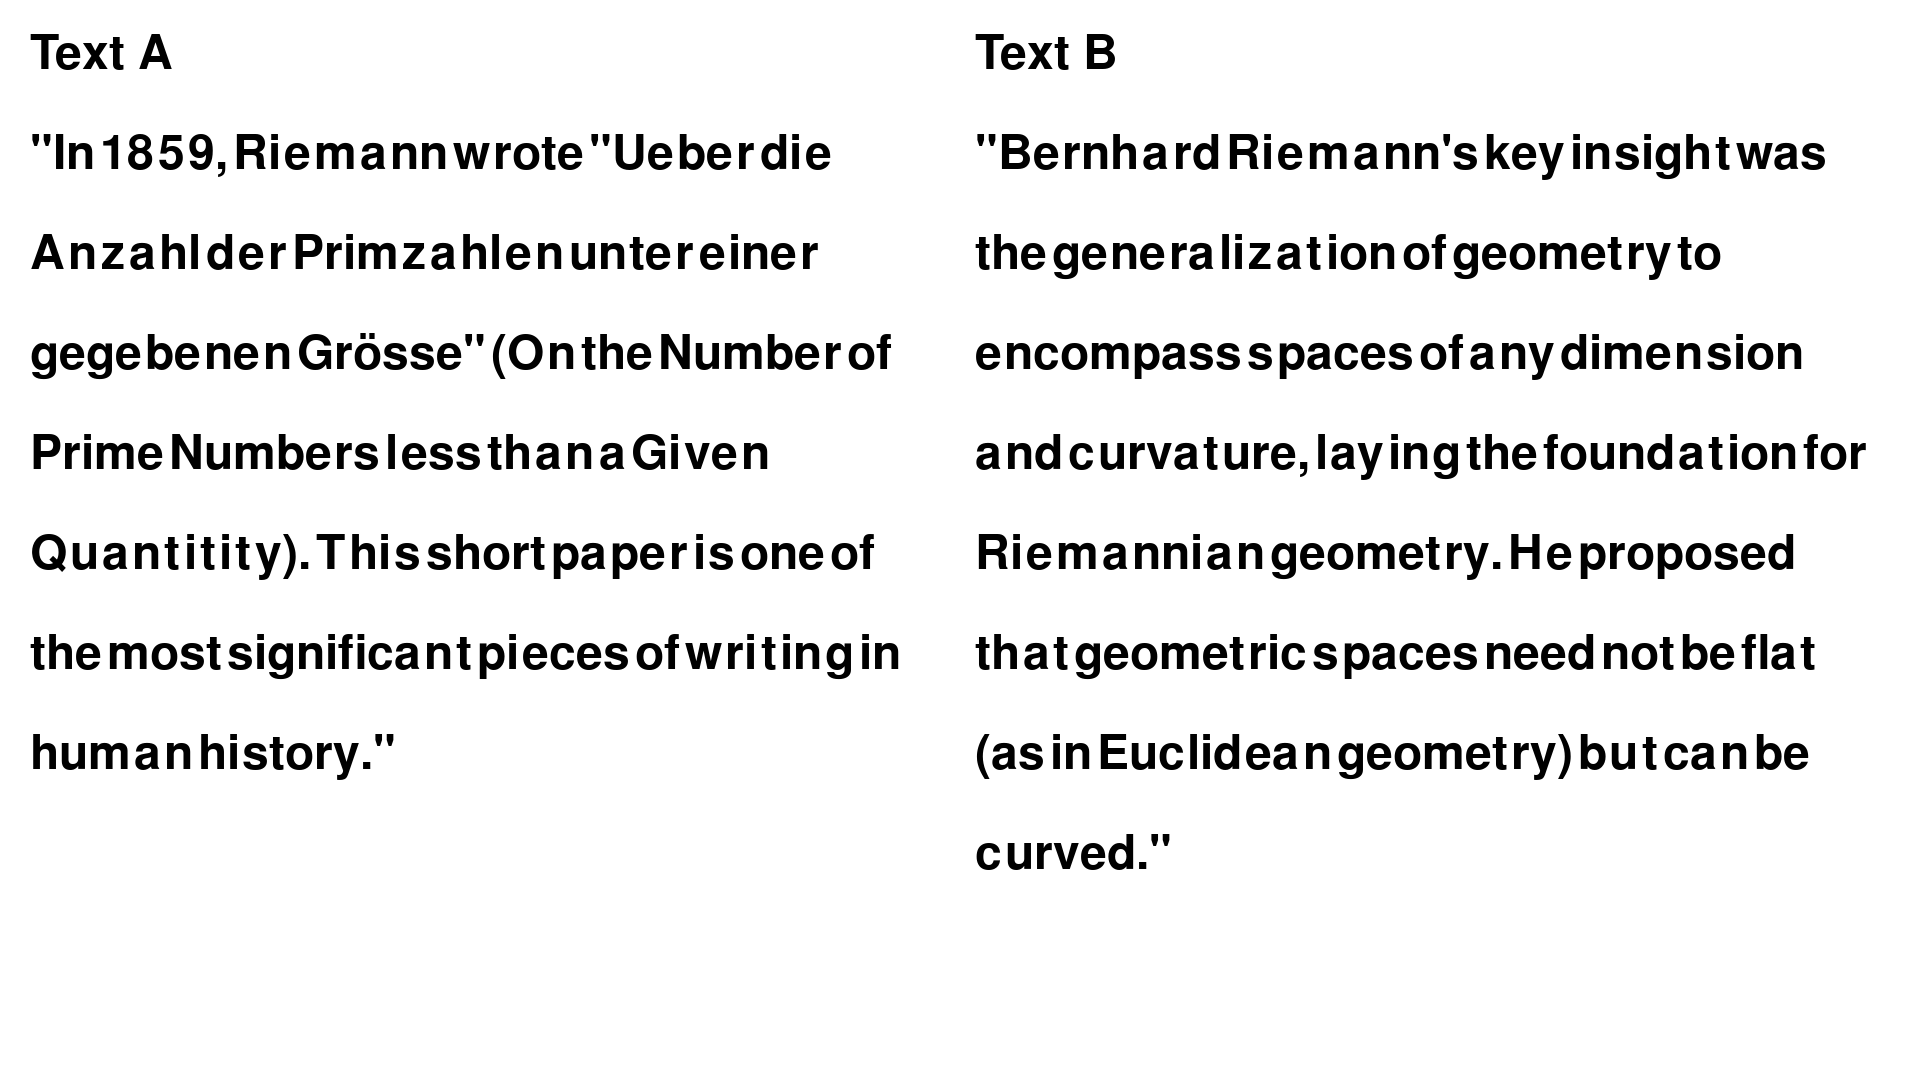 Text A
"In 1859, Riemann wrote "Ueber die
Anzahl der Primzahlen unter einer
gegebenen Grösse" (On the Number of
Prime Numbers less than a Given
Quantitity). This short paper is one of
the most significant pieces of writing in
human history."
Text B
"Bernhard Riemann's key insight was
the generalization of geometry to
encompass spaces of any dimension
and curvature, laying the foundation for
Riemannian geometry. He proposed
that geometric spaces need not be flat
(as in Euclidean geometry) but can be
curved."